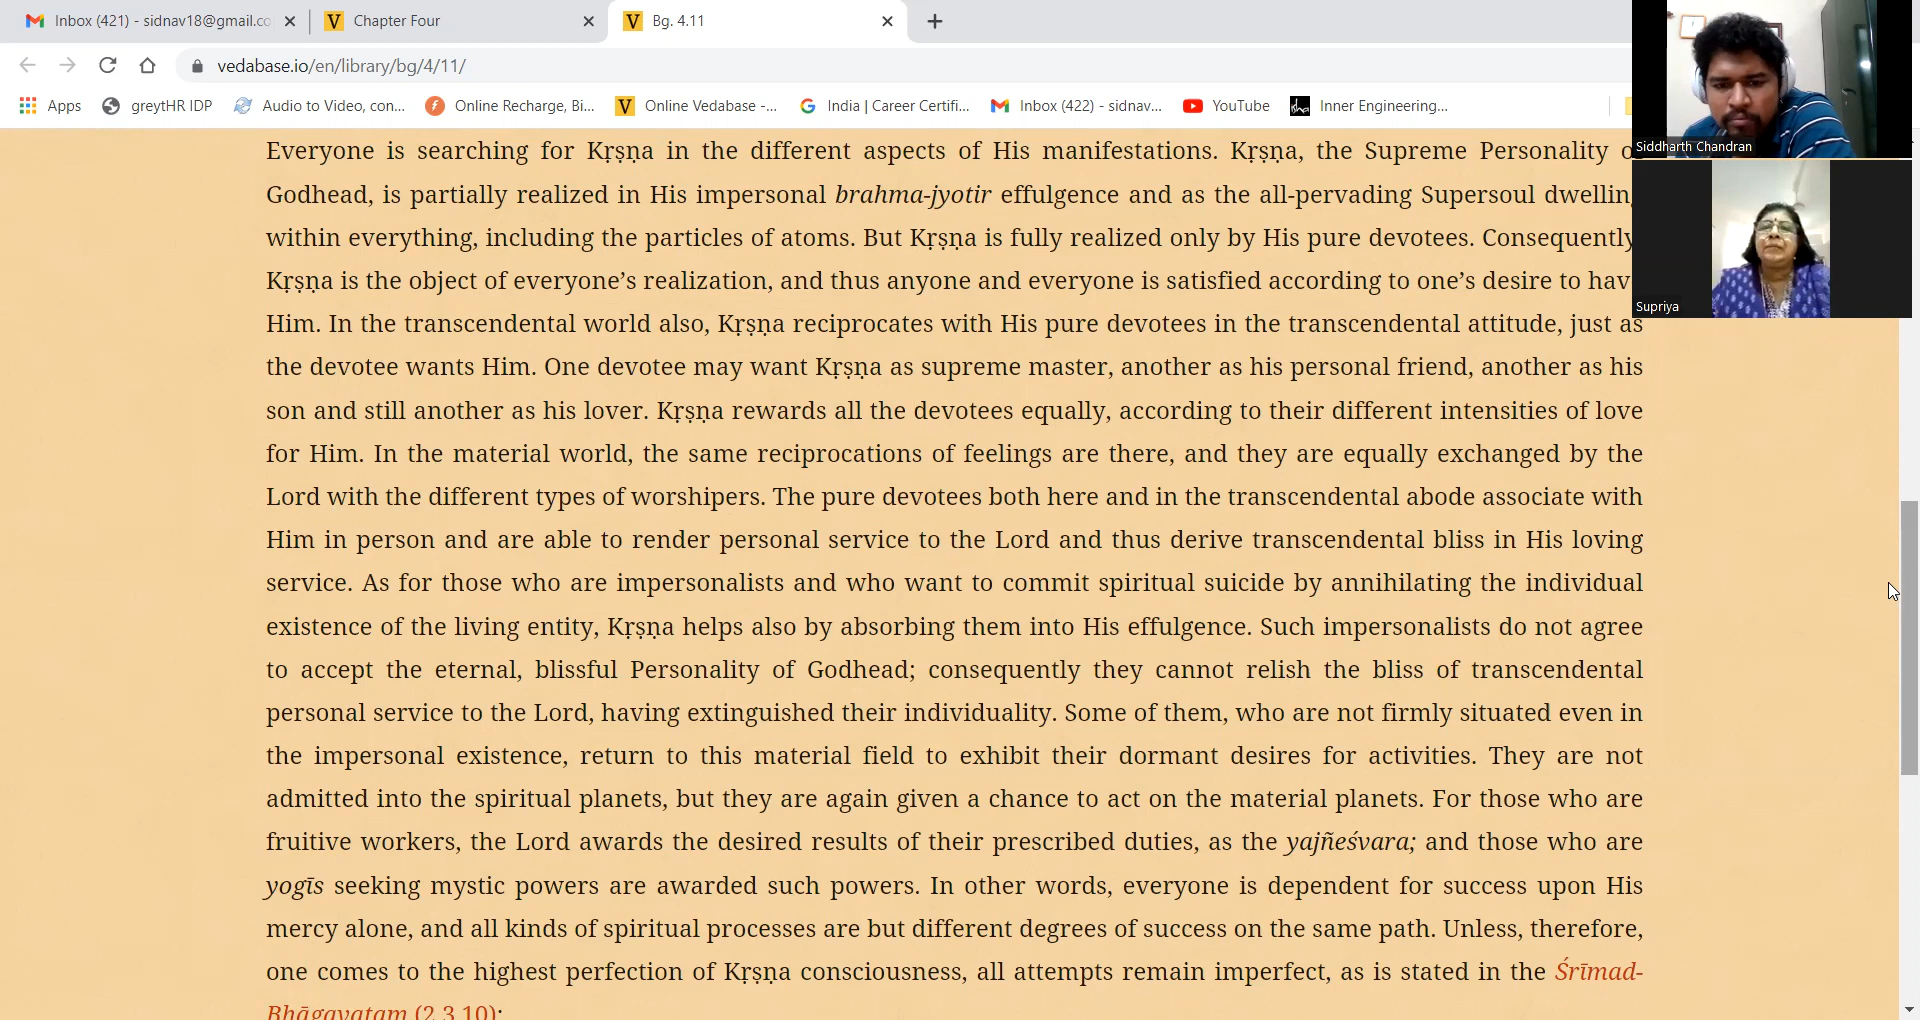 Inbox (421) - sidnav18@gmail.co
Chapter Four
Bg. 4.11
vedabase.io/en/library/bg/4/11/
Apps
greytHR IDP
Audio to Video, con...
Online Recharge, Bi...
Online Vedabase -...
India | Career Certifi...
Inbox (422) - sidnav...
YouTube
Inner Engineering...
Everyone is searching for Kṛṣṇa in the different aspects of His manifestations. Kṛṣṇa, the Supreme Personality o
Godhead, is partially realized in His impersonal brahma-jyotir effulgence and as the all-pervading Supersoul dwelling
within everything, including the particles of atoms. But Kṛṣṇa is fully realized only by His pure devotees. Consequently,
Kṛṣṇa is the object of everyone’s realization, and thus anyone and everyone is satisfied according to one’s desire to hav
Him. In the transcendental world also, Kṛṣṇa reciprocates with His pure devotees in the transcendental attitude, just as
the devotee wants Him. One devotee may want Kṛṣṇa as supreme master, another as his personal friend, another as his
son and still another as his lover. Kṛṣṇa rewards all the devotees equally, according to their different intensities of love
for Him. In the material world, the same reciprocations of feelings are there, and they are equally exchanged by the
Lord with the different types of worshipers. The pure devotees both here and in the transcendental abode associate with
Him in person and are able to render personal service to the Lord and thus derive transcendental bliss in His loving
service. As for those who are impersonalists and who want to commit spiritual suicide by annihilating the individual
existence of the living entity, Kṛṣṇa helps also by absorbing them into His effulgence. Such impersonalists do not agree
to accept the eternal, blissful Personality of Godhead; consequently they cannot relish the bliss of transcendental
personal service to the Lord, having extinguished their individuality. Some of them, who are not firmly situated even in
the impersonal existence, return to this material field to exhibit their dormant desires for activities. They are not
admitted into the spiritual planets, but they are again given a chance to act on the material planets. For those who are
fruitive workers, the Lord awards the desired results of their prescribed duties, as the yajñeśvara; and those who are
yogīs seeking mystic powers are awarded such powers. In other words, everyone is dependent for success upon His
mercy alone, and all kinds of spiritual processes are but different degrees of success on the same path. Unless, therefore,
one comes to the highest perfection of Kṛṣṇa consciousness, all attempts remain imperfect, as is stated in the Śrīmad-
Bhāgavatam (2.3.10):
Siddharth Chandran
Supriya